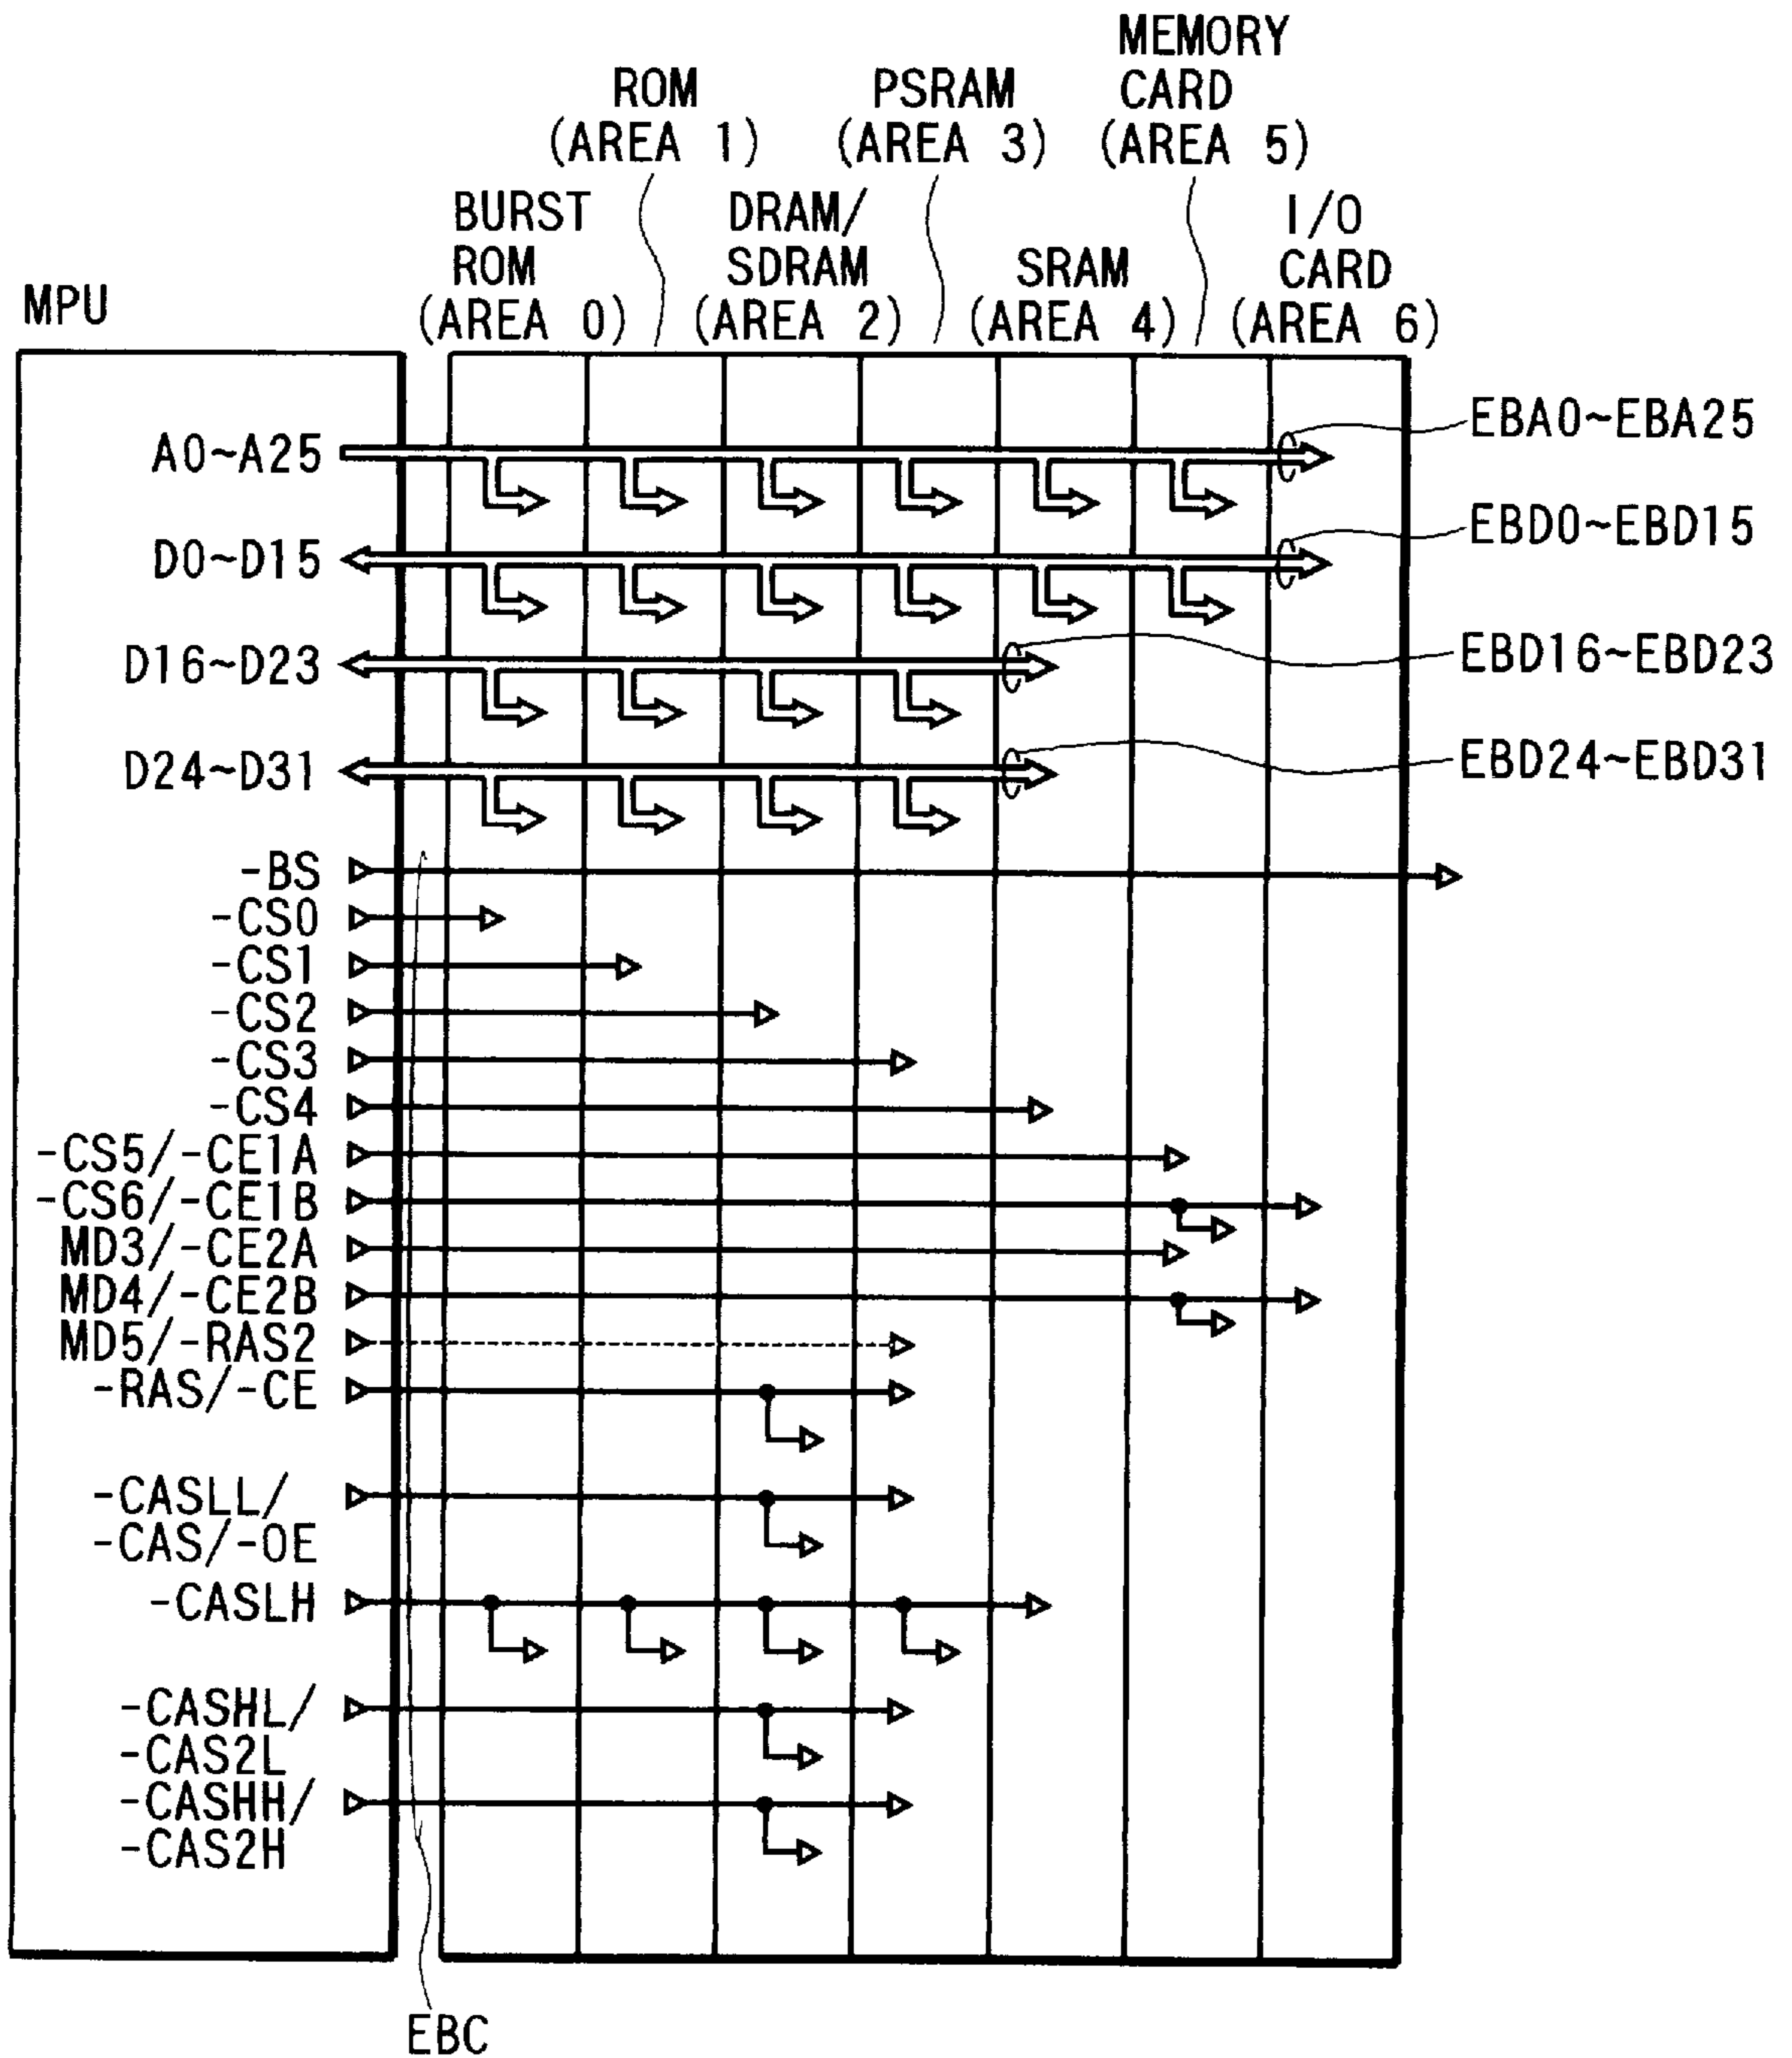 MEMORY
CARD
(AREA 5)
ROM
(AREA 1)
PSRAM
(AREA 3)
BURST
ROM
(AREA 0)
DRAM/
SDRAM
(AREA 2)
SRAM
(AREA 4)
I/O
CARD
(AREA 6)
MPU
A0~A25
EBA0~EBA25
D0~D15
EBD0~EBD15
D16~D23
EBD16~EBD23
D24~D31
EBD24~EBD31
-BS
-CS0
-CS1
-CS2
-CS3
-CS4
-CS5/-CE1A
-CS6/-CE1B
MD3/-CE2A
MD4/-CE2B
MD5/-RAS2
-RAS/-CE
-CASLL/
-CAS/-OE
-CASLH
-CASHL/
-CAS2L
-CASHH/
-CAS2H
EBC